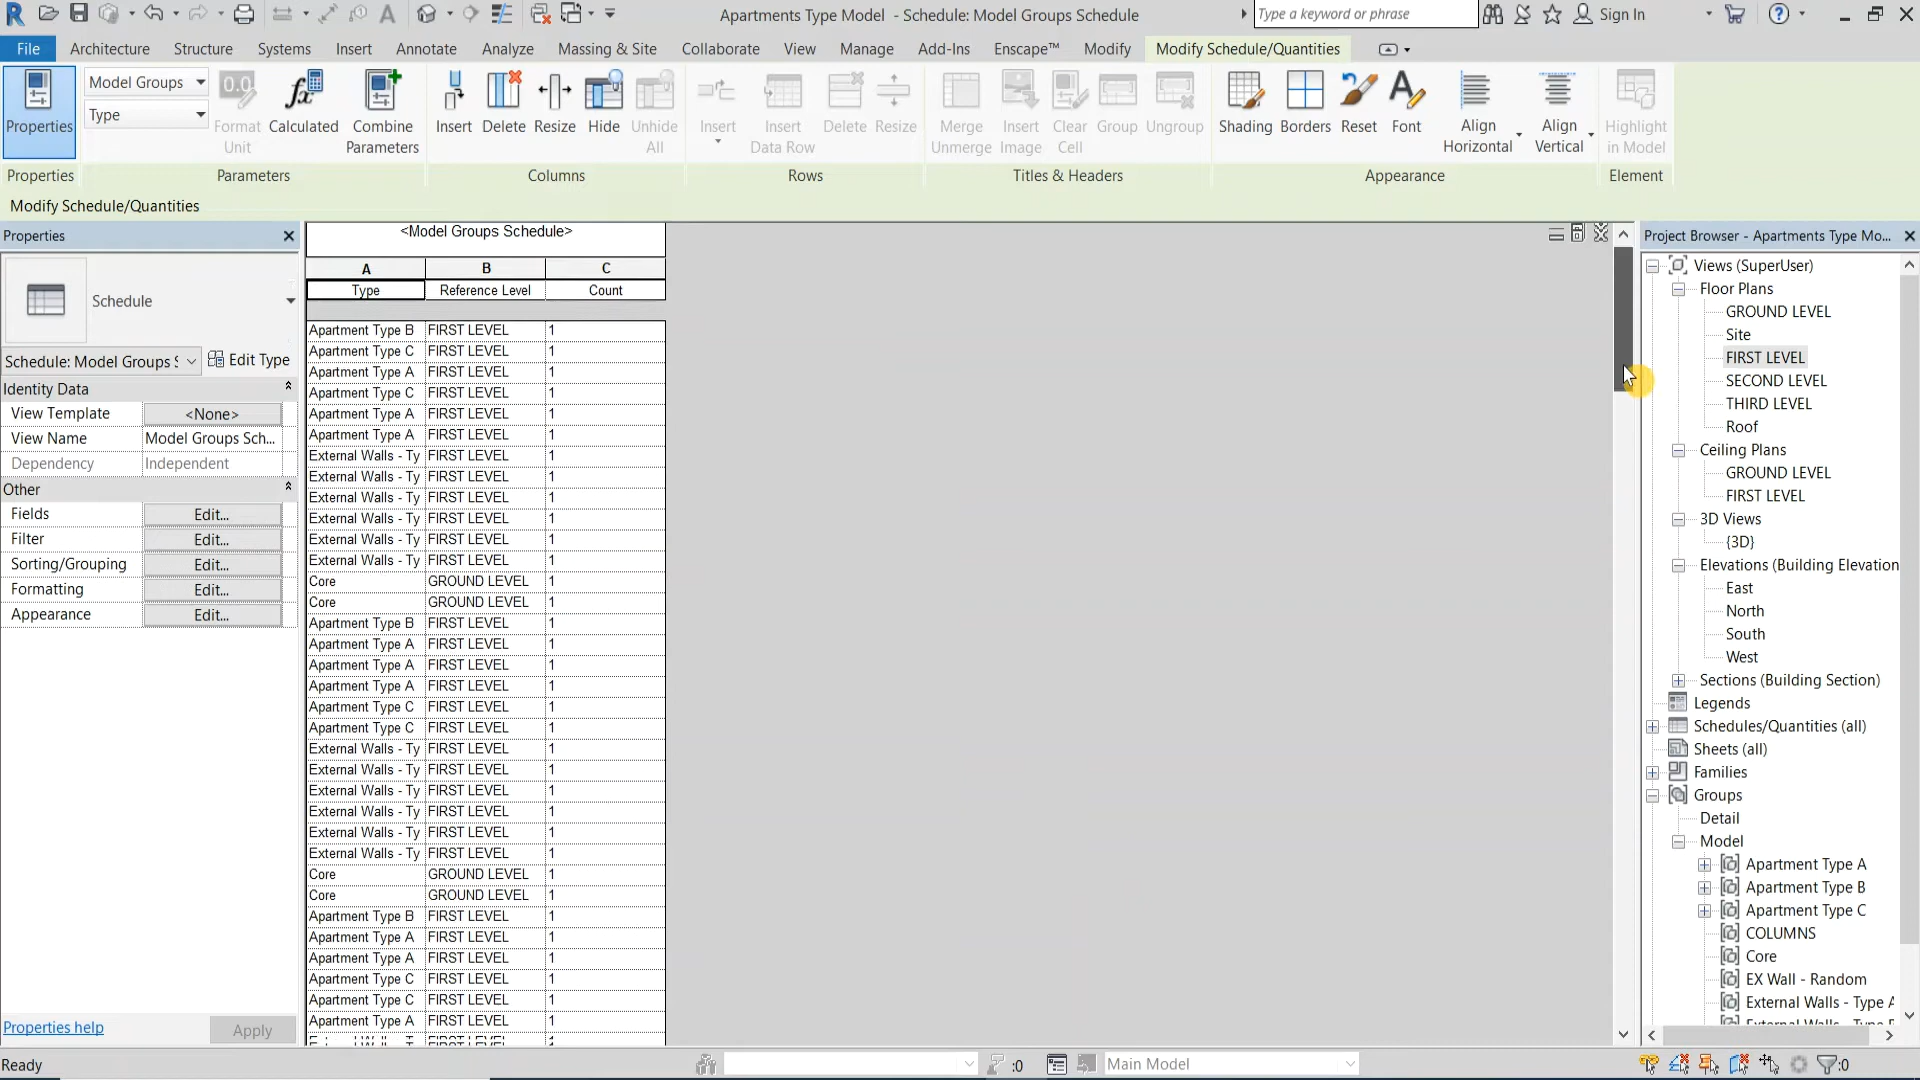 Apartments Type Model - Schedule: Model Groups Schedule
Type a keyword or phrase
Sign In
File Architecture Structure Systems Insert Annotate Analyze Massing & Site Collaborate View Manage Add-Ins Enscape™ Modify Modify Schedule/Quantities
Properties
Model Groups
Type
Format Unit
Calculated
Combine Parameters
Insert Delete Resize Hide Unhide All
Insert
Insert Data Row
Delete Resize
Merge Unmerge
Insert Image
Clear Cell
Group Ungroup
Shading Borders Reset Font
Align Horizontal
Align Vertical
Highlight in Model
Properties Parameters Columns Rows Titles & Headers Appearance Element
Modify Schedule/Quantities
Properties
Schedule
Schedule: Model Groups S
Edit Type
Identity Data
View Template <None>
View Name Model Groups Sch...
Dependency Independent
Other
Fields Edit...
Filter Edit...
Sorting/Grouping Edit...
Formatting Edit...
Appearance Edit...
Properties help
Apply
<Model Groups Schedule>
A B C
Type Reference Level Count
Apartment Type B FIRST LEVEL 1
Apartment Type C FIRST LEVEL 1
Apartment Type A FIRST LEVEL 1
Apartment Type C FIRST LEVEL 1
Apartment Type A FIRST LEVEL 1
Apartment Type A FIRST LEVEL 1
External Walls - Ty FIRST LEVEL 1
External Walls - Ty FIRST LEVEL 1
External Walls - Ty FIRST LEVEL 1
External Walls - Ty FIRST LEVEL 1
External Walls - Ty FIRST LEVEL 1
External Walls - Ty FIRST LEVEL 1
Core GROUND LEVEL 1
Core GROUND LEVEL 1
Apartment Type B FIRST LEVEL 1
Apartment Type A FIRST LEVEL 1
Apartment Type A FIRST LEVEL 1
Apartment Type A FIRST LEVEL 1
Apartment Type C FIRST LEVEL 1
Apartment Type C FIRST LEVEL 1
External Walls - Ty FIRST LEVEL 1
External Walls - Ty FIRST LEVEL 1
External Walls - Ty FIRST LEVEL 1
External Walls - Ty FIRST LEVEL 1
External Walls - Ty FIRST LEVEL 1
External Walls - Ty FIRST LEVEL 1
Core GROUND LEVEL 1
Core GROUND LEVEL 1
Apartment Type B FIRST LEVEL 1
Apartment Type A FIRST LEVEL 1
Apartment Type A FIRST LEVEL 1
Apartment Type C FIRST LEVEL 1
Apartment Type C FIRST LEVEL 1
Apartment Type A FIRST LEVEL 1
Project Browser - Apartments Type Mo...
Views (SuperUser)
Floor Plans
GROUND LEVEL
Site
FIRST LEVEL
SECOND LEVEL
THIRD LEVEL
Roof
Ceiling Plans
GROUND LEVEL
FIRST LEVEL
3D Views
{3D}
Elevations (Building Elevation
East
North
South
West
Sections (Building Section)
Legends
Schedules/Quantities (all)
Sheets (all)
Families
Groups
Detail
Model
Apartment Type A
Apartment Type B
Apartment Type C
COLUMNS
Core
EX Wall - Random
External Walls - Type A
Ready
:0
Main Model
:0